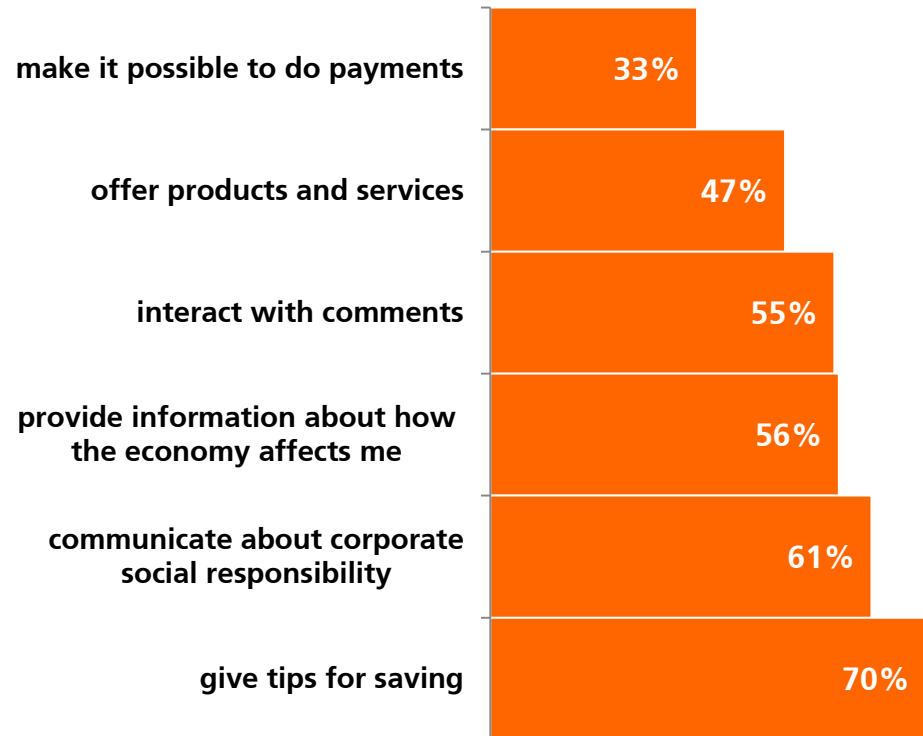 make it possible to do payments
33%
offer products and services
47%
interact with comments
55%
provide information about how
the economy affects me
56%
communicate about corporate
social responsibility
61%
give tips for saving
70%